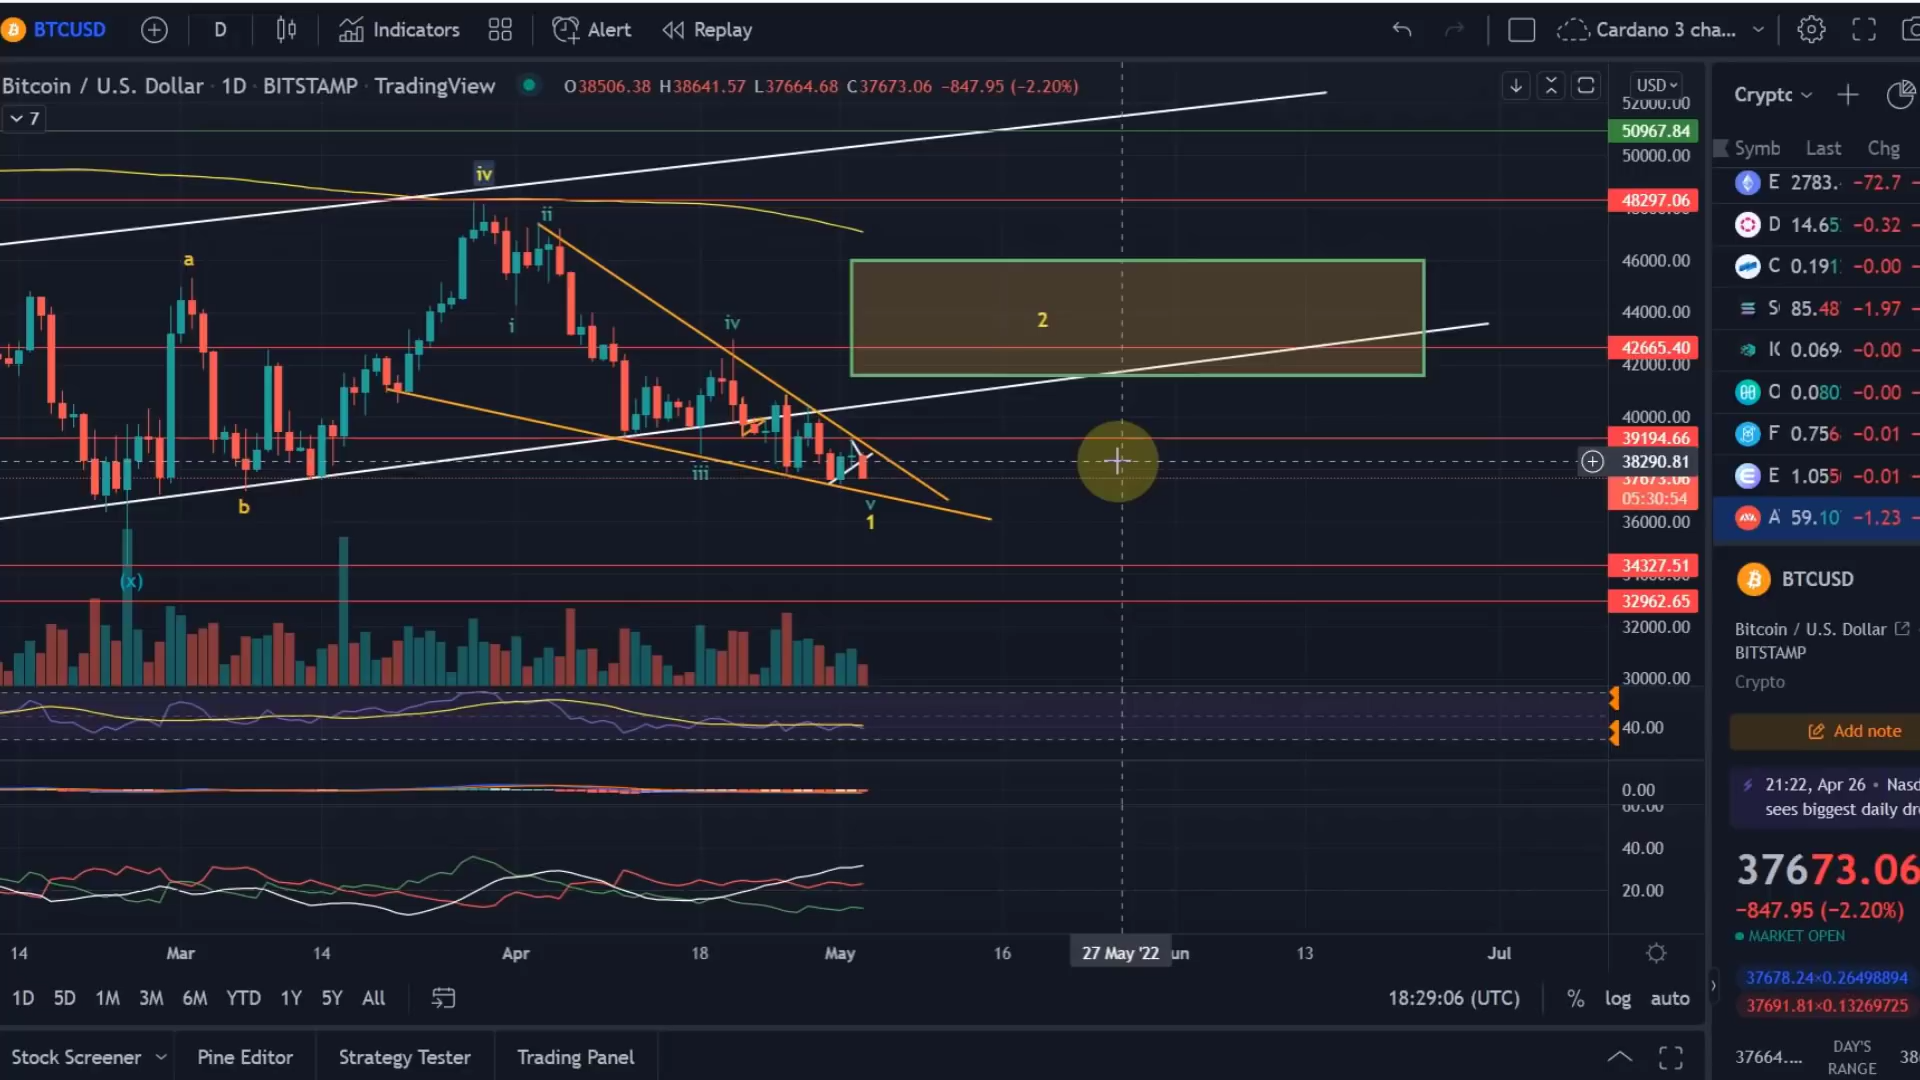 BTCUSD D Indicators Alert Replay Cardano 3 cha...
Bitcoin / U.S. Dollar · 1D · BITSTAMP · TradingView O38506.38 H38641.57 L37664.68 C37673.06 −847.95 (−2.20%)
7
USD
52000.00
50967.84
50000.00
48297.06
46000.00
44000.00
42665.40
42000.00
40000.00
39194.66
38290.81
37673.06
05:30:54
36000.00
34327.51
32962.65
32000.00
30000.00
40.00
0.00
60.00
40.00
20.00
iv
ii
a
i
iv
2
iii
b
v
1
(x)
14 Mar 14 Apr 18 May 16 27 May '22 un 13 Jul
1D 5D 1M 3M 6M YTD 1Y 5Y All
18:29:06 (UTC) % log auto
Stock Screener Pine Editor Strategy Tester Trading Panel
Crypto
Symb Last Chg
E 2783. −72.7
D 14.65 −0.32
C 0.191 −0.00
S 85.48 −1.97
IC 0.069 −0.00
O 0.080 −0.00
F 0.756 −0.01
E 1.055 −0.01
A 59.10 −1.23
BTCUSD
Bitcoin / U.S. Dollar
BITSTAMP
Crypto
Add note
21:22, Apr 26 • Nasd
sees biggest daily dr
37673.06
−847.95 (−2.20%)
MARKET OPEN
37678.24×0.26498894
37691.81×0.13269725
37664.... DAY'S RANGE 380